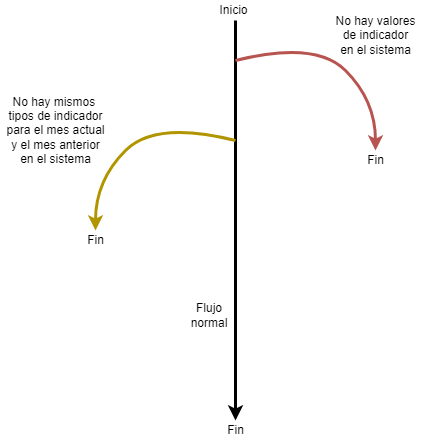 Inicio
No hay valores
de indicador
en el sistema
Fin
No hay mismos
tipos de indicador
para el mes actual
y el mes anterior
en el sistema
Fin
Flujo
normal
Fin